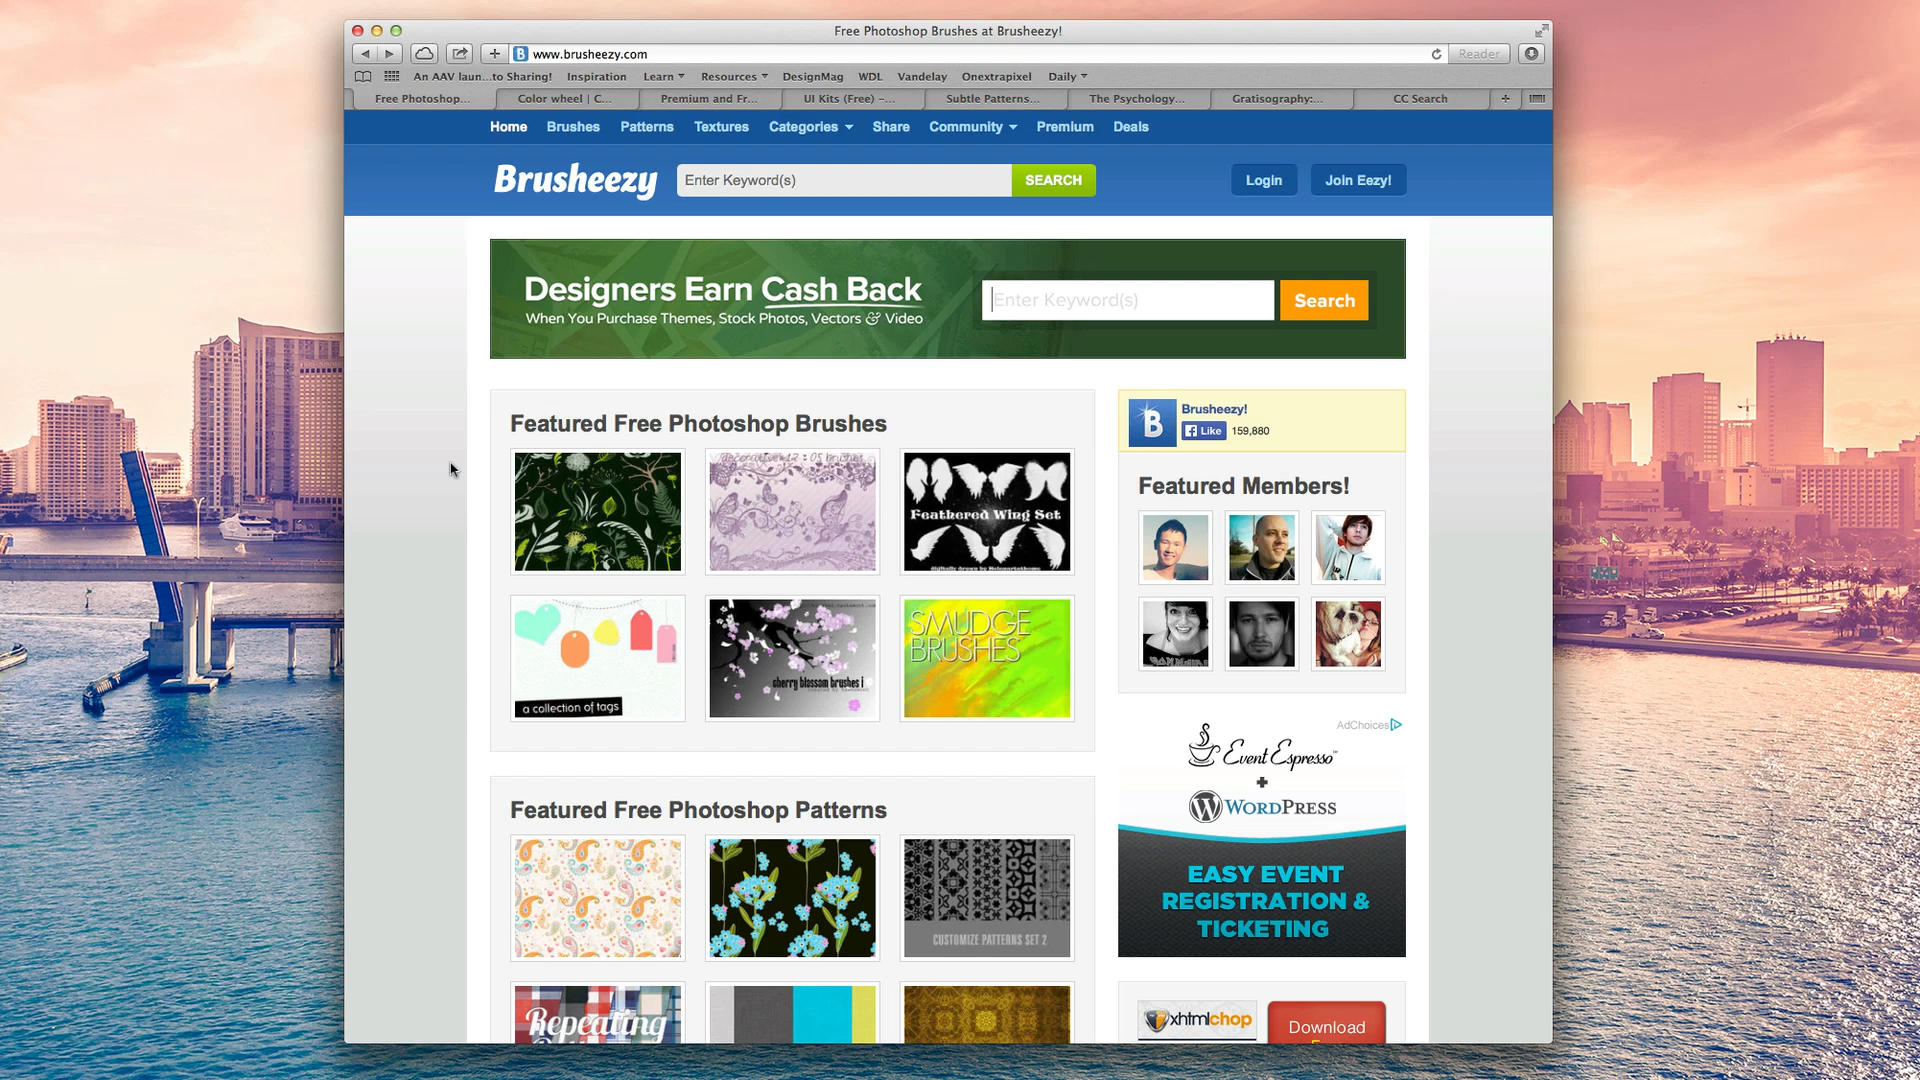 Free Photoshop Brushes at Brusheezy!
www.brusheezy.com
Reader
An AAV laun...to Sharing! Inspiration Learn Resources DesignMag WDL Vandelay Onextrapixel Daily
Free Photoshop... Color wheel | C... Premium and Fr... UI Kits (Free) –... Subtle Patterns... The Psychology... Gratisography:... CC Search
Home Brushes Patterns Textures Categories Share Community Premium Deals
Brusheezy Enter Keyword(s) SEARCH Login Join Eezy!
Designers Earn Cash Back
When You Purchase Themes, Stock Photos, Vectors & Video
Enter Keyword(s) Search
Featured Free Photoshop Brushes
Feathered Wing Set
a collection of tags
cherry blossom brushes i
SMUDGE
BRUSHES
Brusheezy!
Like 159,880
Featured Members!
AdChoices
Event Espresso
+
WORDPRESS
EASY EVENT
REGISTRATION &
TICKETING
Featured Free Photoshop Patterns
CUSTOMIZE PATTERNS SET 2
Repeating
xhtmlchop
Download